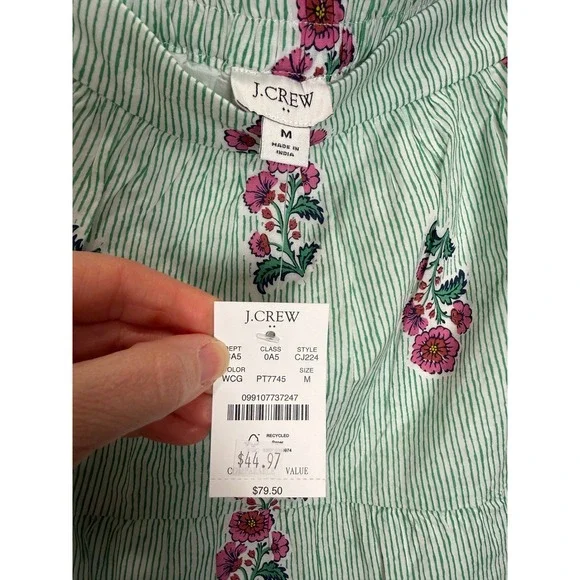 J.CREW
M
MADE IN
INDIA
J.CREW
CLASS STYLE
0A5 CJ224
SIZE
WCG PT7745 M
099107737247
RECYCLED
$44.97
VALUE
$79.50